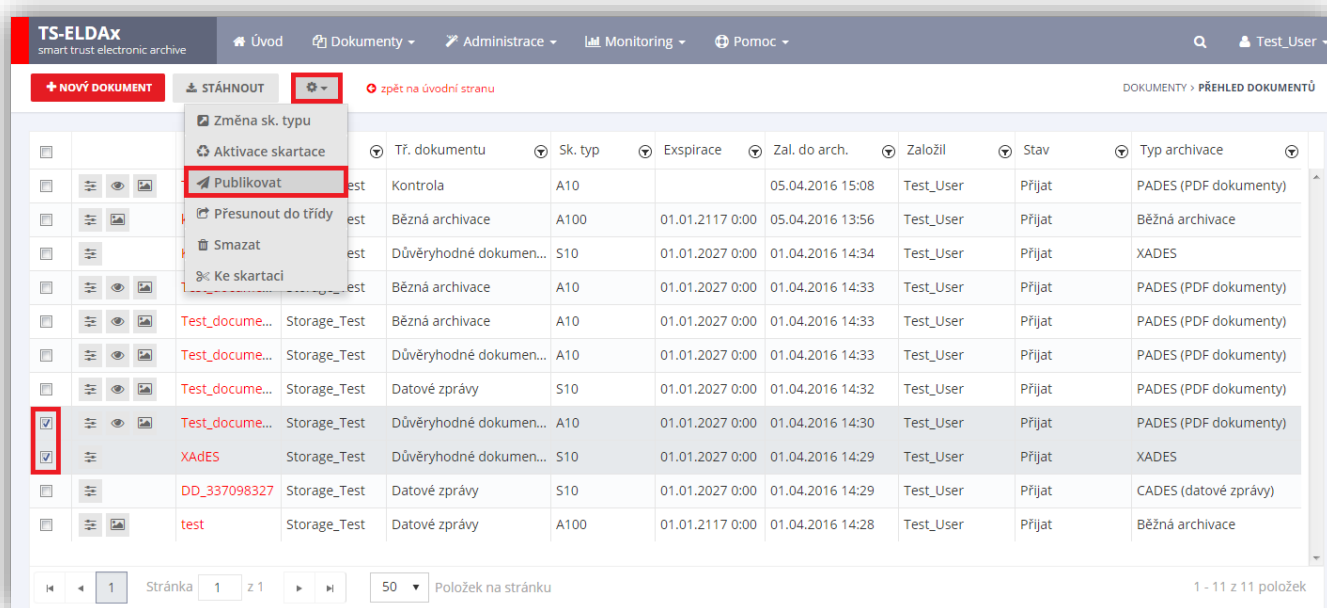 TS-ELDAx
smart trust electronic archive
Úvod Dokumenty Administrace Monitoring Pomoc Test_User
NOVÝ DOKUMENT STÁHNOUT zpět na úvodní stranu DOKUMENTY > PŘEHLED DOKUMENTŮ
Změna sk. typu
Aktivace skartace
Publikovat
Přesunout do třídy
Smazat
Ke skartaci
Tř. dokumentu Sk. typ Exspirace Zal. do arch. Založil Stav Typ archivace
est Kontrola A10 05.04.2016 15:08 Test_User Přijat PADES (PDF dokumenty)
est Bězná archivace A100 01.01.2117 0:00 05.04.2016 13:56 Test_User Přijat Běžná archivace
est Důvěryhodné dokumen... S10 01.01.2027 0:00 01.04.2016 14:34 Test_User Přijat XADES
Bězná archivace A10 01.01.2027 0:00 01.04.2016 14:33 Test_User Přijat PADES (PDF dokumenty)
Test_docume... Storage_Test Bězná archivace A10 01.01.2027 0:00 01.04.2016 14:33 Test_User Přijat PADES (PDF dokumenty)
Test_docume... Storage_Test Důvěryhodné dokumen... A10 01.01.2027 0:00 01.04.2016 14:33 Test_User Přijat PADES (PDF dokumenty)
Test_docume... Storage_Test Datové zprávy S10 01.01.2027 0:00 01.04.2016 14:32 Test_User Přijat PADES (PDF dokumenty)
Test_docume... Storage_Test Důvěryhodné dokumen... A10 01.01.2027 0:00 01.04.2016 14:30 Test_User Přijat PADES (PDF dokumenty)
XAdES Storage_Test Důvěryhodné dokumen... S10 01.01.2027 0:00 01.04.2016 14:29 Test_User Přijat XADES
DD_337098327 Storage_Test Datové zprávy S10 01.01.2027 0:00 01.04.2016 14:29 Test_User Přijat CADES (datové zprávy)
test Storage_Test Datové zprávy A100 01.01.2117 0:00 01.04.2016 14:28 Test_User Přijat Běžná archivace
1 Stránka 1 z 1 50 Položek na stránku 1 - 11 z 11 položek